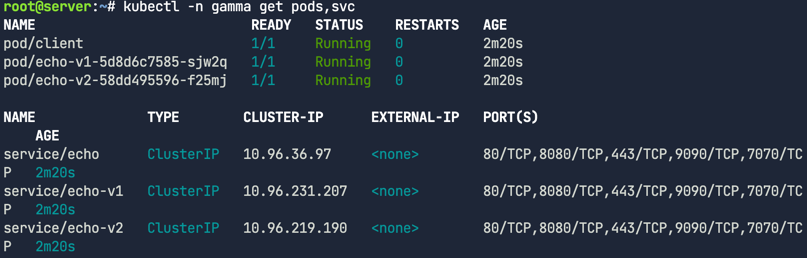 root@server:~# kubectl -n gamma get pods,svc
NAME READY STATUS RESTARTS AGE
pod/client 1/1 Running 0 2m20s
pod/echo-v1-5d8d6c7585-sjw2q 1/1 Running 0 2m20s
pod/echo-v2-58dd495596-f25mj 1/1 Running 0 2m20s
NAME TYPE CLUSTER-IP EXTERNAL-IP PORT(S)
AGE
service/echo ClusterIP 10.96.36.97 <none> 80/TCP,8080/TCP,443/TCP,9090/TCP,7070/TC
P 2m20s
service/echo-v1 ClusterIP 10.96.231.207 <none> 80/TCP,8080/TCP,443/TCP,9090/TCP,7070/TC
P 2m20s
service/echo-v2 ClusterIP 10.96.219.190 <none> 80/TCP,8080/TCP,443/TCP,9090/TCP,7070/TC
P 2m20s